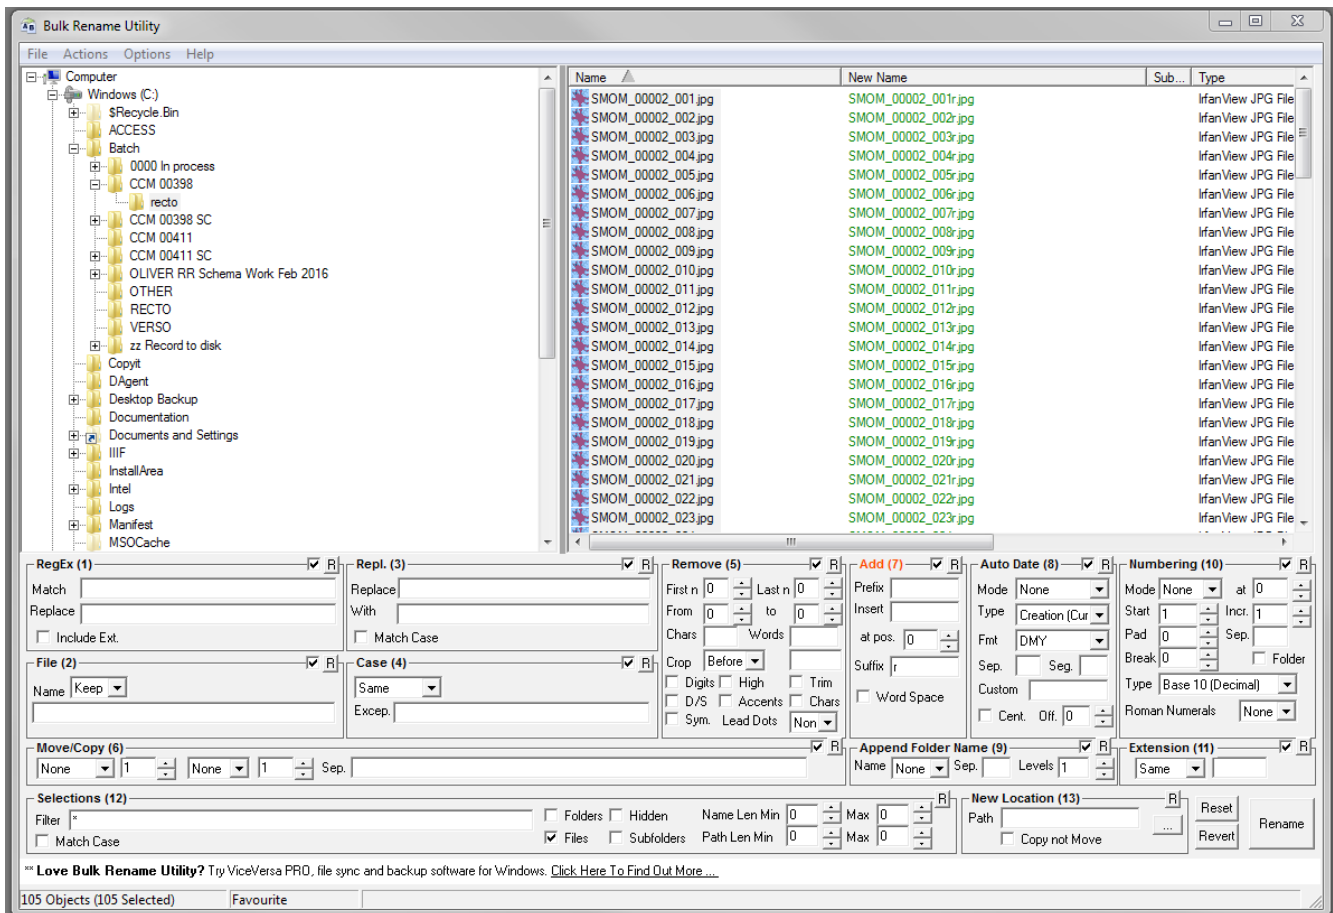 Bulk Rename Utility
File Actions Options Help
Computer
Windows (C:)
$Recycle.Bin
ACCESS
Batch
0000 In process
CCM 00398
recto
CCM 00398 SC
CCM 00411
CCM 00411 SC
OLIVER RR Schema Work Feb 2016
OTHER
RECTO
VERSO
zz Record to disk
Copyit
DAgent
Desktop Backup
Documentation
Documents and Settings
IIIF
InstallArea
Intel
Logs
Manifest
MSOCache
Name New Name Sub... Type
SMOM_00002_001.jpg SMOM_00002_001r.jpg IrfanView JPG File
SMOM_00002_002.jpg SMOM_00002_002r.jpg IrfanView JPG File
SMOM_00002_003.jpg SMOM_00002_003r.jpg IrfanView JPG File
SMOM_00002_004.jpg SMOM_00002_004r.jpg IrfanView JPG File
SMOM_00002_005.jpg SMOM_00002_005r.jpg IrfanView JPG File
SMOM_00002_006.jpg SMOM_00002_006r.jpg IrfanView JPG File
SMOM_00002_007.jpg SMOM_00002_007r.jpg IrfanView JPG File
SMOM_00002_008.jpg SMOM_00002_008r.jpg IrfanView JPG File
SMOM_00002_009.jpg SMOM_00002_009r.jpg IrfanView JPG File
SMOM_00002_010.jpg SMOM_00002_010r.jpg IrfanView JPG File
SMOM_00002_011.jpg SMOM_00002_011r.jpg IrfanView JPG File
SMOM_00002_012.jpg SMOM_00002_012r.jpg IrfanView JPG File
SMOM_00002_013.jpg SMOM_00002_013r.jpg IrfanView JPG File
SMOM_00002_014.jpg SMOM_00002_014r.jpg IrfanView JPG File
SMOM_00002_015.jpg SMOM_00002_015r.jpg IrfanView JPG File
SMOM_00002_016.jpg SMOM_00002_016r.jpg IrfanView JPG File
SMOM_00002_017.jpg SMOM_00002_017r.jpg IrfanView JPG File
SMOM_00002_018.jpg SMOM_00002_018r.jpg IrfanView JPG File
SMOM_00002_019.jpg SMOM_00002_019r.jpg IrfanView JPG File
SMOM_00002_020.jpg SMOM_00002_020r.jpg IrfanView JPG File
SMOM_00002_021.jpg SMOM_00002_021r.jpg IrfanView JPG File
SMOM_00002_022.jpg SMOM_00002_022r.jpg IrfanView JPG File
SMOM_00002_023.jpg SMOM_00002_023r.jpg IrfanView JPG File
RegEx (1) R
Match
Replace
Include Ext.
Repl. (3) R
Replace
With
Match Case
Remove (5) R
First n 0 Last n 0
From 0 to 0
Chars Words
Crop Before
Digits High Trim
D/S Accents Chars
Sym. Lead Dots Non
Add (7) R
Prefix
Insert
at pos. 0
Suffix r
Word Space
Auto Date (8) R
Mode None
Type Creation (Cur
Fmt DMY
Sep. Seg.
Custom
Cent. Off. 0
Numbering (10) R
Mode None at 0
Start 1 Incr. 1
Pad 0 Sep.
Break 0 Folder
Type Base 10 (Decimal)
Roman Numerals None
File (2) R
Name Keep
Case (4) R
Same
Excep.
Move/Copy (6) R
None 1 None 1 Sep.
Append Folder Name (9) R
Name None Sep. Levels 1
Extension (11) R
Same
Selections (12) R
Filter * Folders Hidden Name Len Min 0 Max 0
Match Case Files Subfolders Path Len Min 0 Max 0
New Location (13) R
Path ...
Copy not Move
Reset
Revert
Rename
** Love Bulk Rename Utility? Try ViceVersa PRO, file sync and backup software for Windows. Click Here To Find Out More ...
105 Objects (105 Selected) Favourite